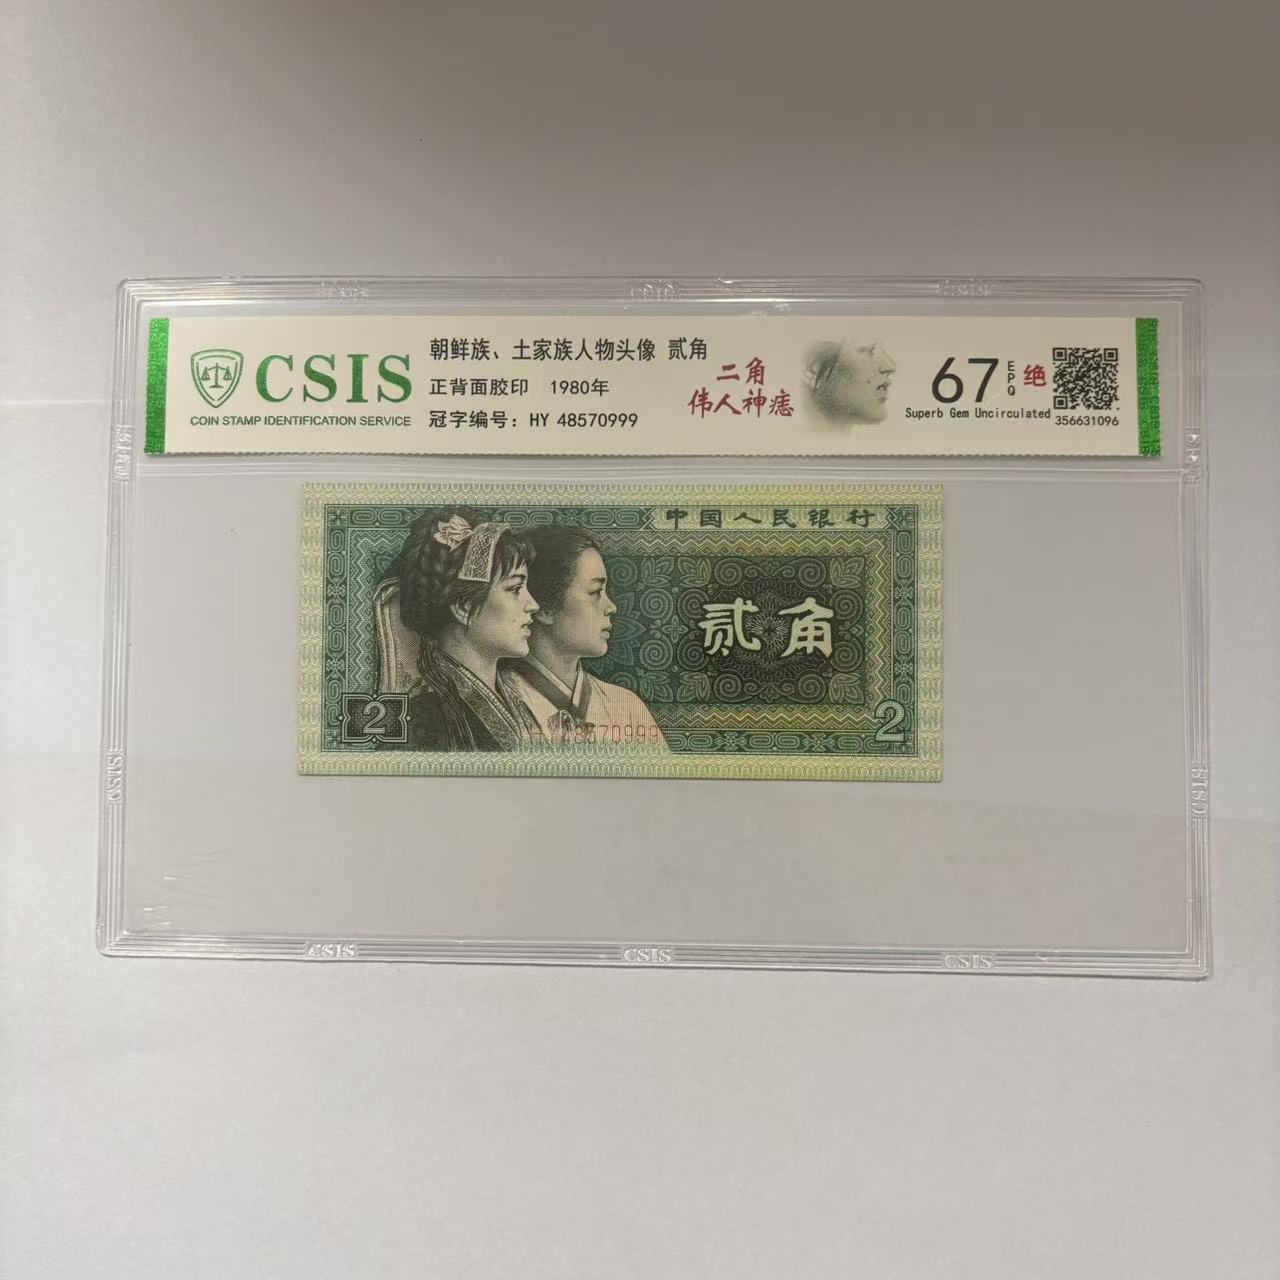 CSIS
COIN STAMP IDENTIFICATION SERVICE
朝鲜族、土家族人物头像 贰角
正背面胶印 1980年
冠字编号：HY 48570999
二角
伟人神痣
67 EPQ 绝
Superb Gem Uncirculated
356631096
中国人民银行
贰角
2
HY48570999
2
CSIS
CSIS
CSIS
CSIS
CSIS